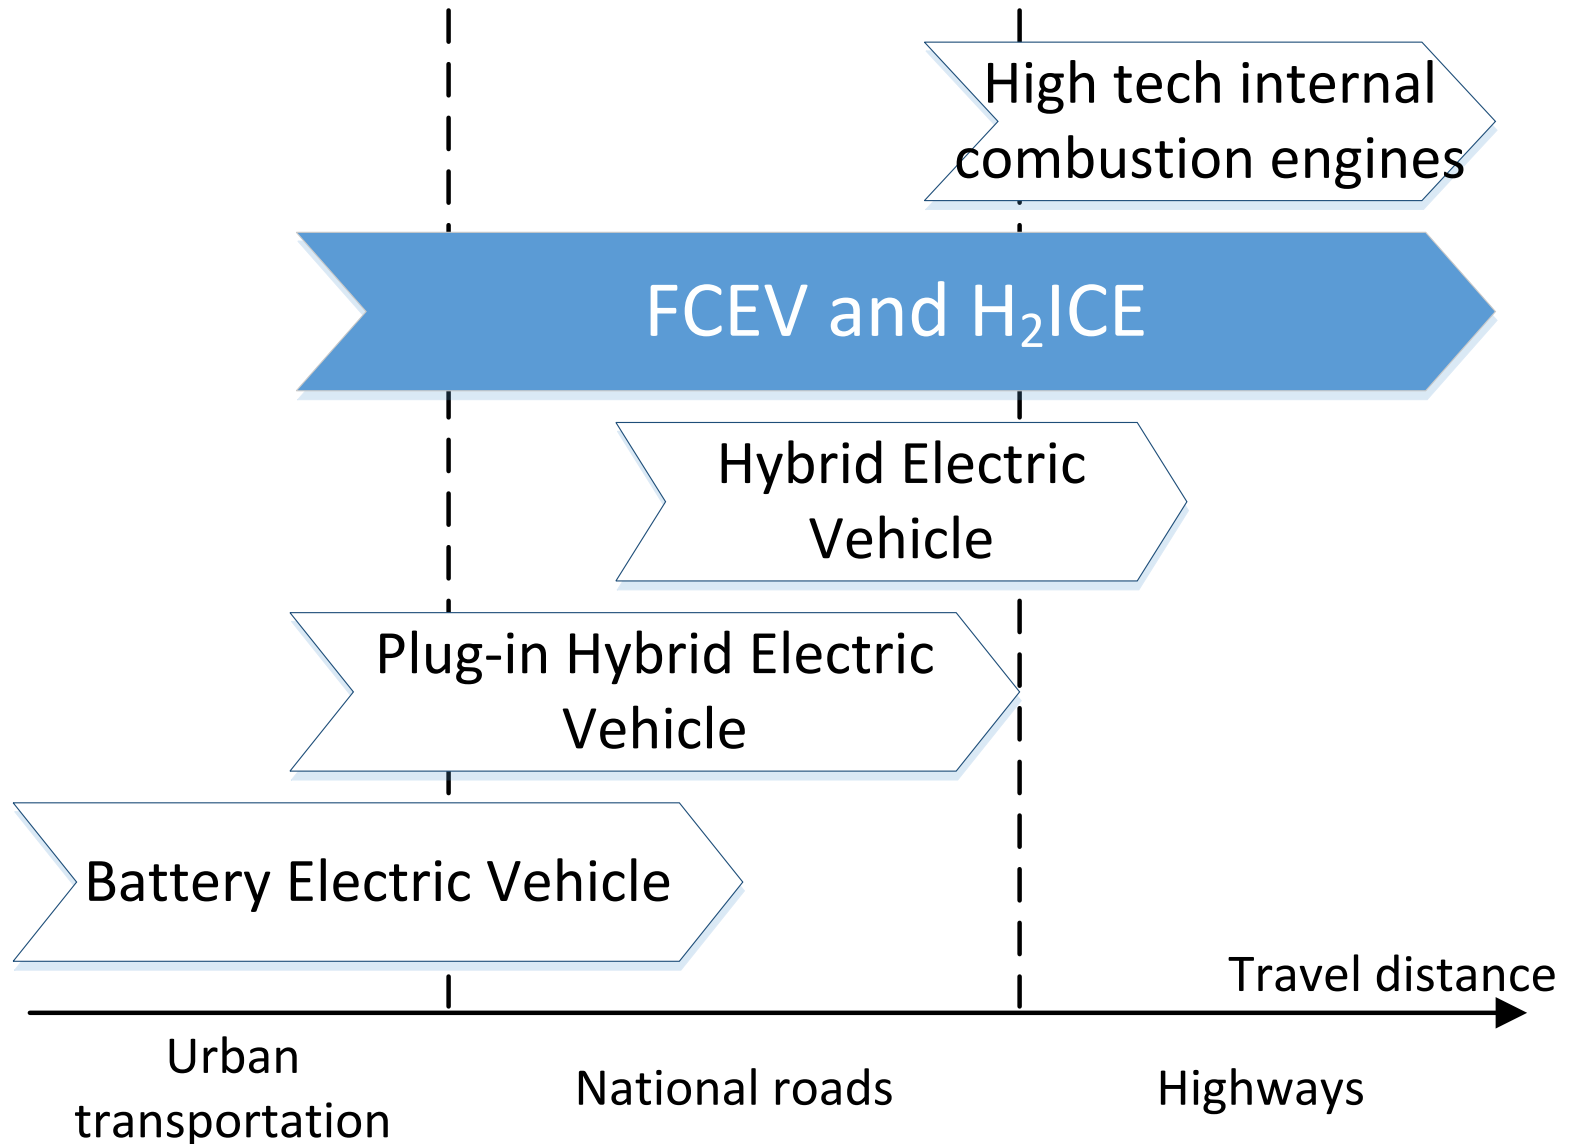 High tech internal
combustion engines
FCEV and H₂ICE
Hybrid Electric
Vehicle
Plug-in Hybrid Electric
Vehicle
Battery Electric Vehicle
Travel distance
Urban
transportation
National roads
Highways